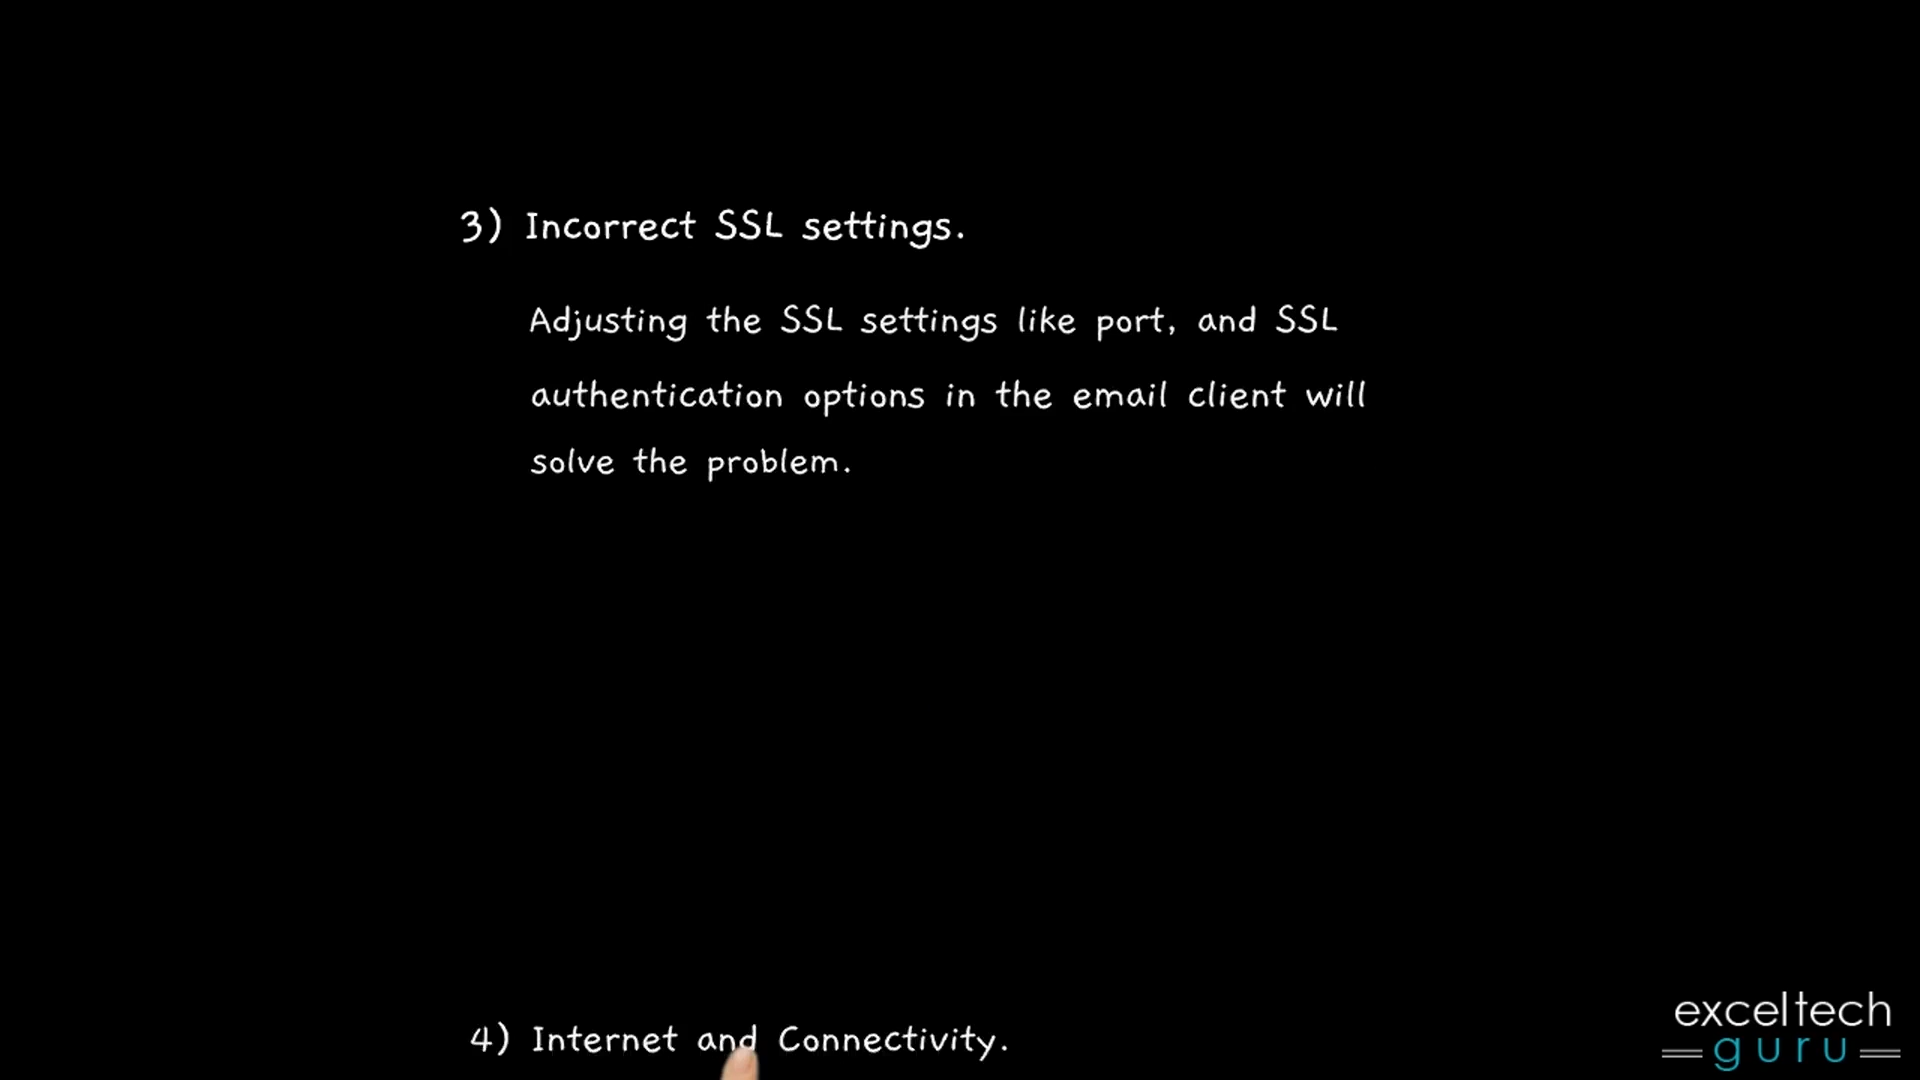 3) Incorrect SSL settings.
Adjusting the SSL settings like port, and SSL
authentication options in the email client will
solve the problem.
4) Internet and Connectivity.
exceltech
guru